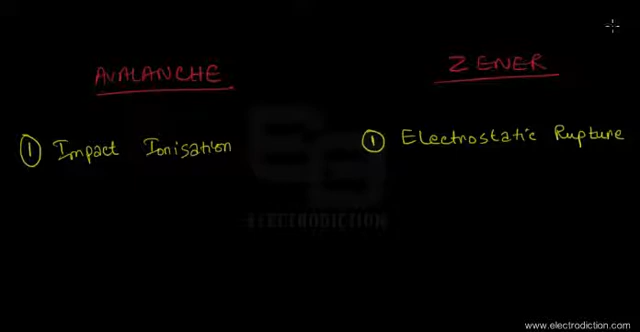 AVALANCHE
ZENER
① Impact Ionisation
① Electrostatic Rupture
ELECTRODICTION
www.electrodiction.com